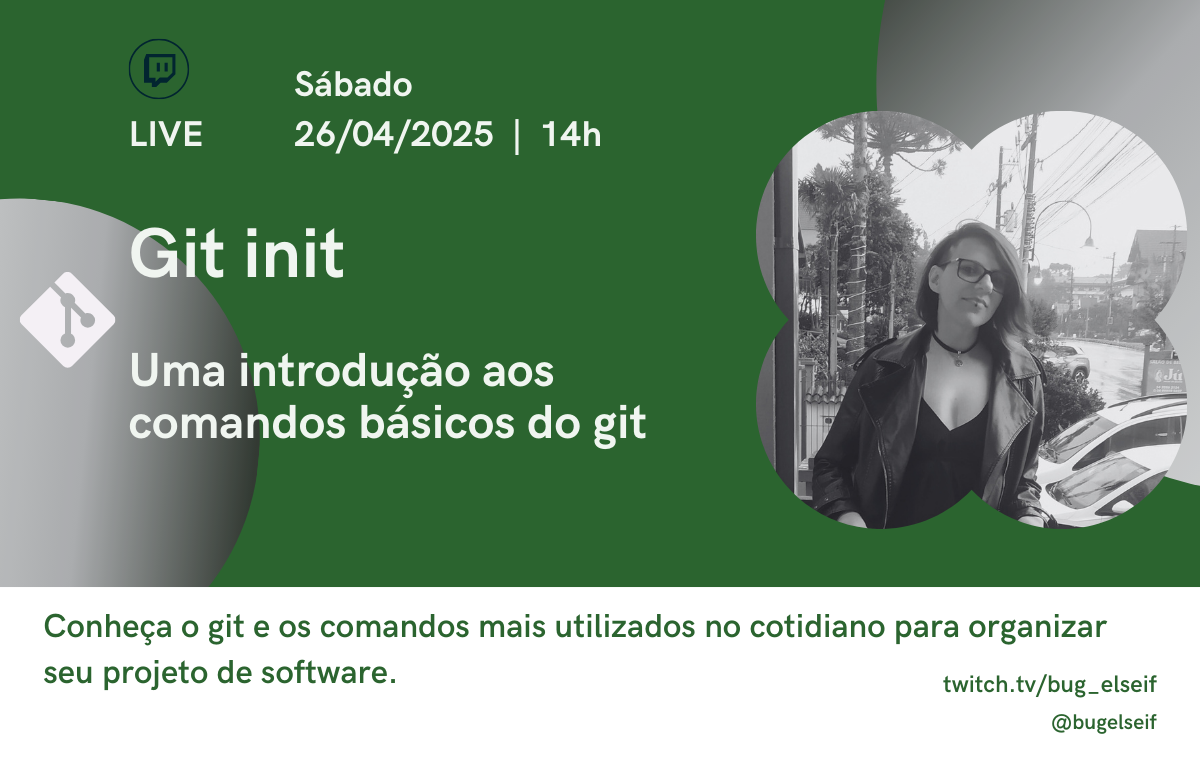 Sábado
LIVE
26/04/2025 | 14h
Git init
Uma introdução aos
comandos básicos do git
Conheça o git e os comandos mais utilizados no cotidiano para organizar
seu projeto de software.
twitch.tv/bug_elseif
@bugelseif